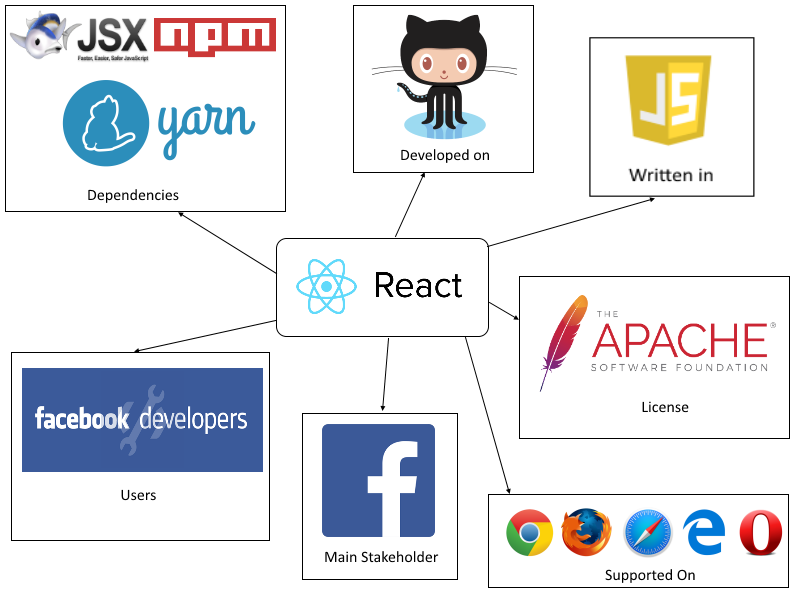 JSX npm
Faster, Easier, Safer JavaScript
yarn
Dependencies
Developed on
JS
Written in
React
THE
APACHE®
SOFTWARE FOUNDATION
License
facebook developers
Users
f
Main Stakeholder
Supported On